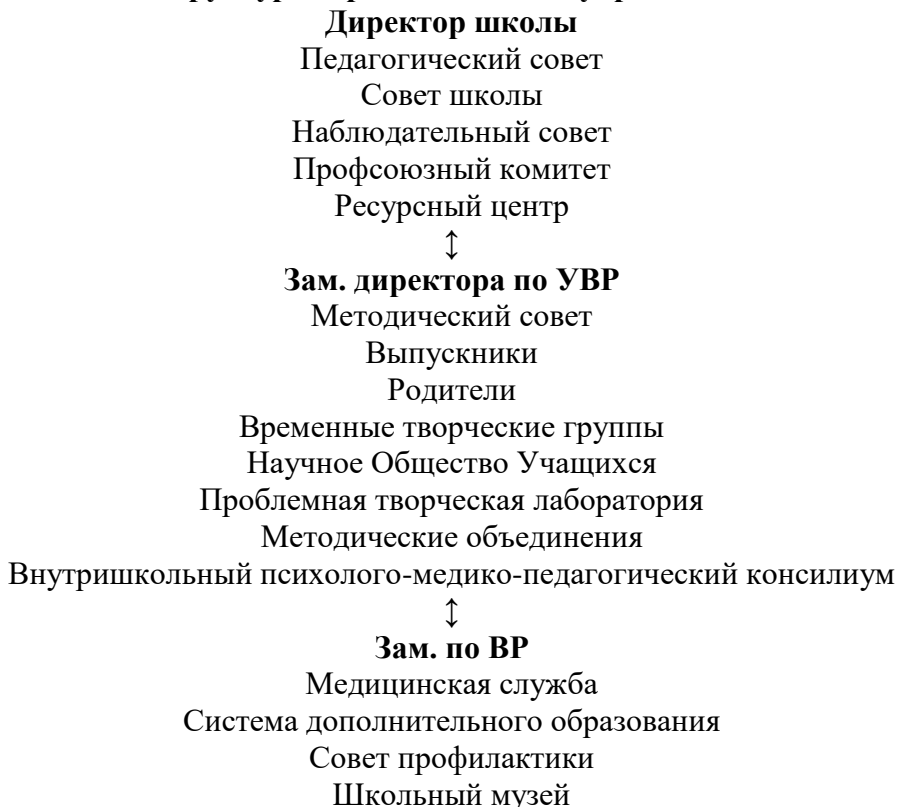 Директор школы
Педагогический совет
Совет школы
Наблюдательный совет
Профсоюзный комитет
Ресурсный центр
↕
Зам. директора по УВР
Методический совет
Выпускники
Родители
Временные творческие группы
Научное Общество Учащихся
Проблемная творческая лаборатория
Методические объединения
Внутришкольный психолого-медико-педагогический консилиум
↕
Зам. по ВР
Медицинская служба
Система дополнительного образования
Совет профилактики
Школьный музей